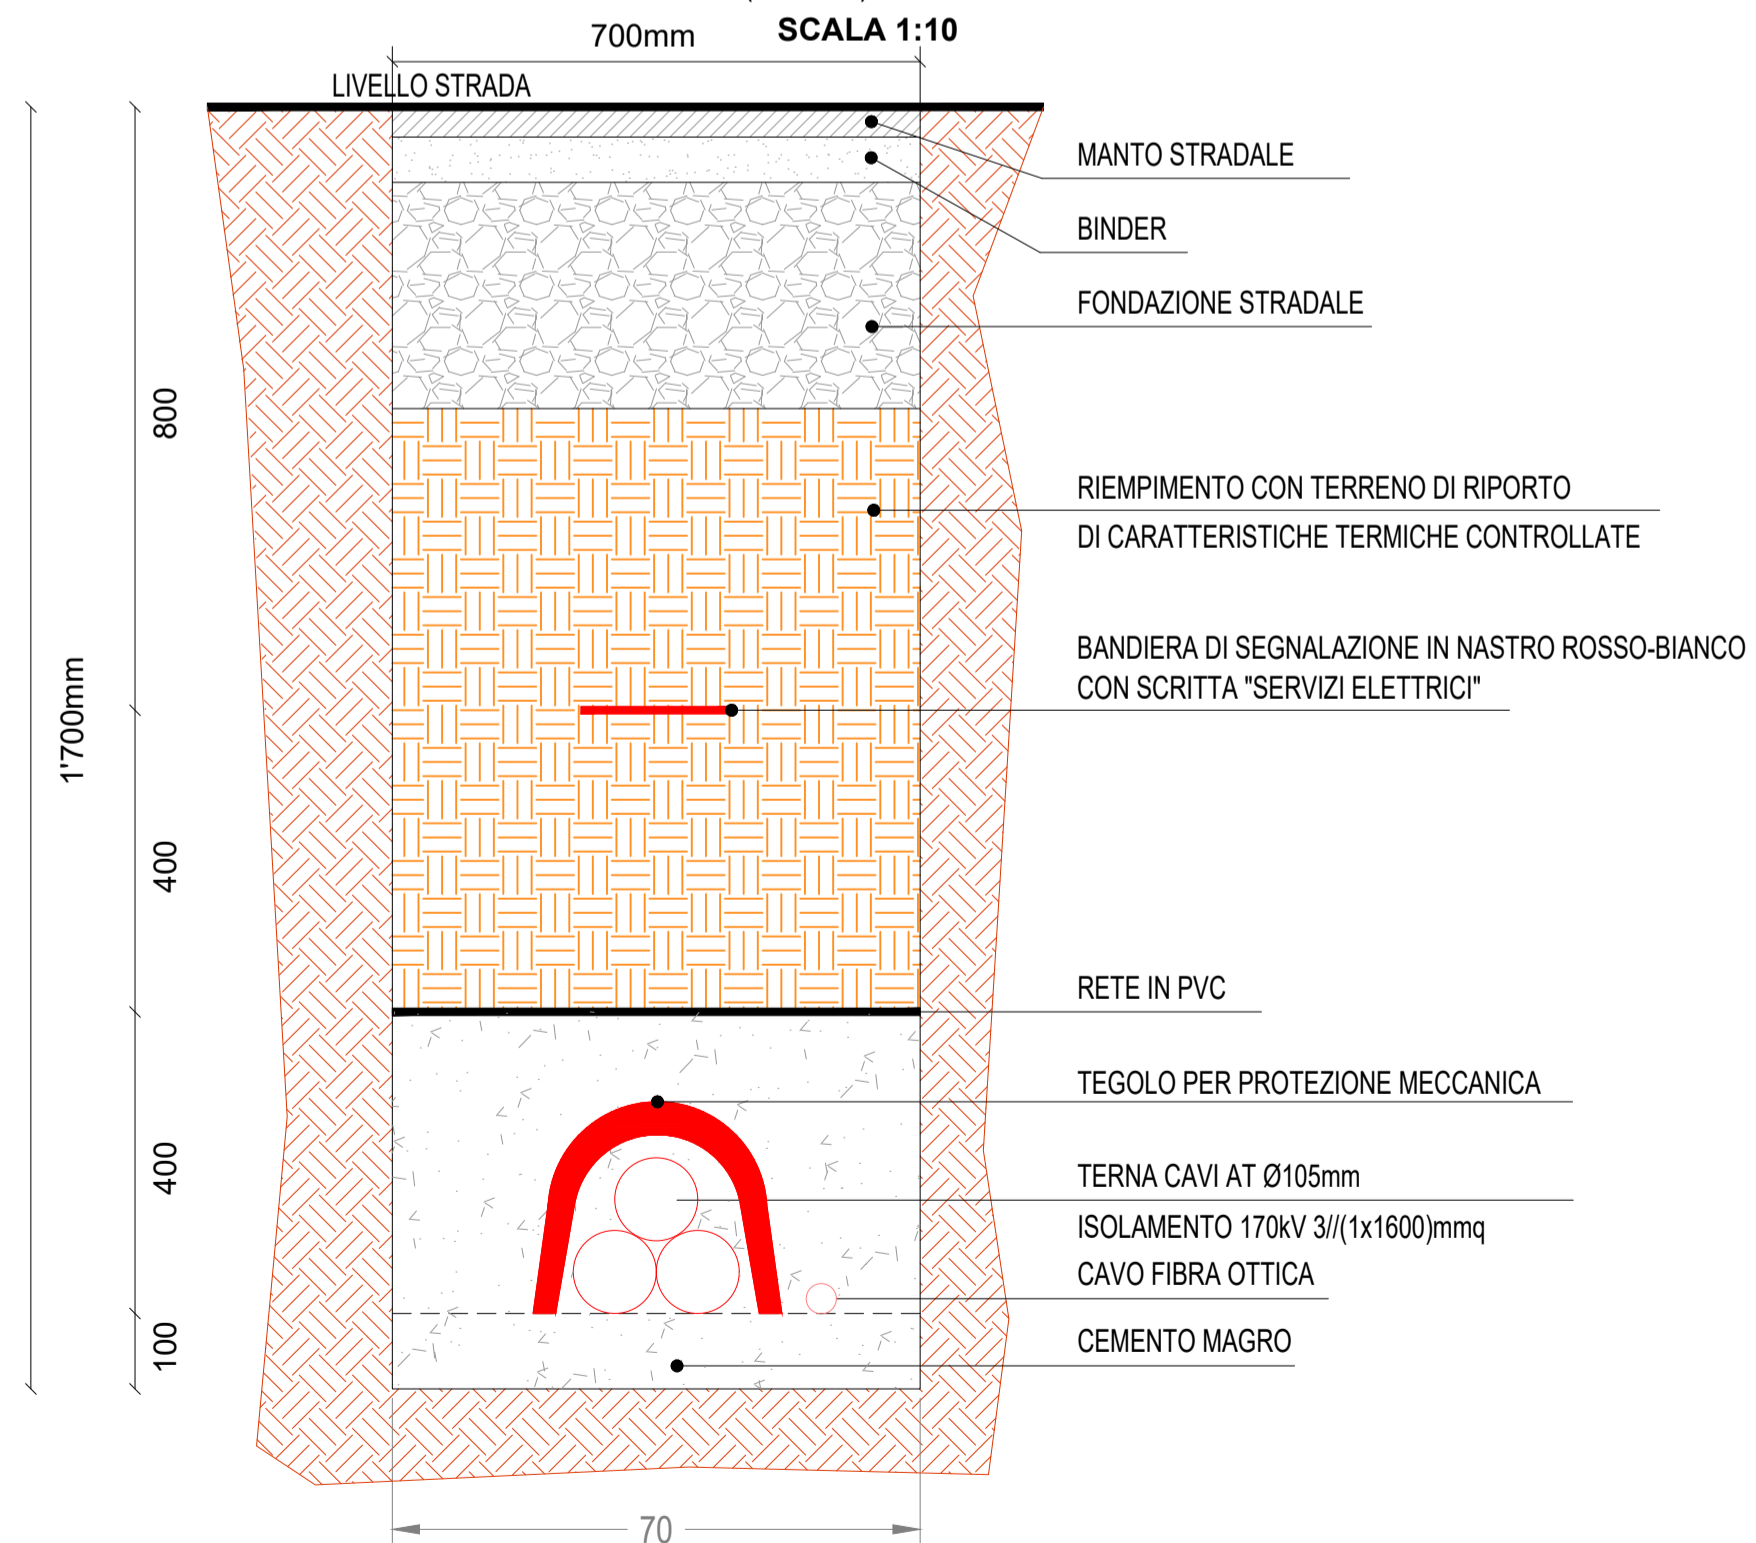 700mm
SCALA 1:10
LIVELLO STRADA
MANTO STRADALE
BINDER
FONDAZIONE STRADALE
800
RIEMPIMENTO CON TERRENO DI RIPORTO
DI CARATTERISTICHE TERMICHE CONTROLLATE
BANDIERA DI SEGNALAZIONE IN NASTRO ROSSO-BIANCO
CON SCRITTA "SERVIZI ELETTRICI"
1'700mm
400
RETE IN PVC
TEGOLO PER PROTEZIONE MECCANICA
400
TERNA CAVI AT Ø105mm
ISOLAMENTO 170kV 3//(1x1600)mmq
CAVO FIBRA OTTICA
100
CEMENTO MAGRO
70